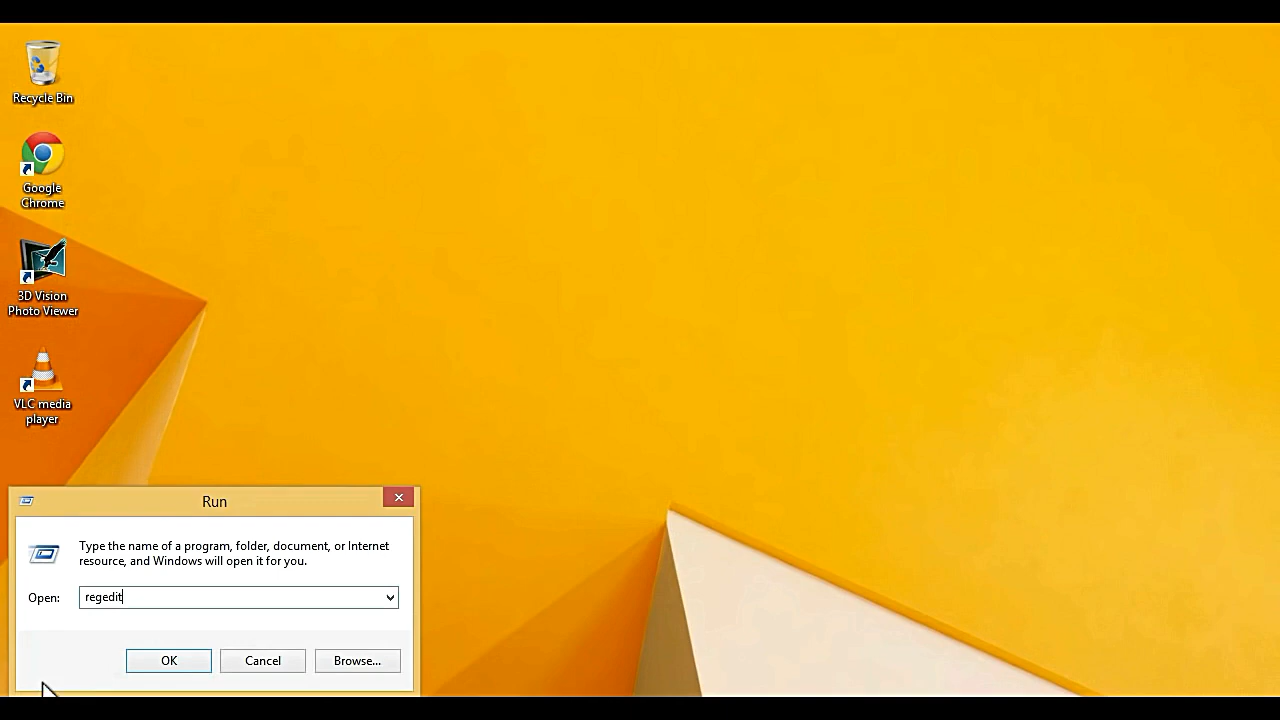 Recycle Bin
Google
Chrome
3D Vision
Photo Viewer
VLC media
player
Run
Type the name of a program, folder, document, or Internet
resource, and Windows will open it for you.
Open:
regedit
OK
Cancel
Browse...